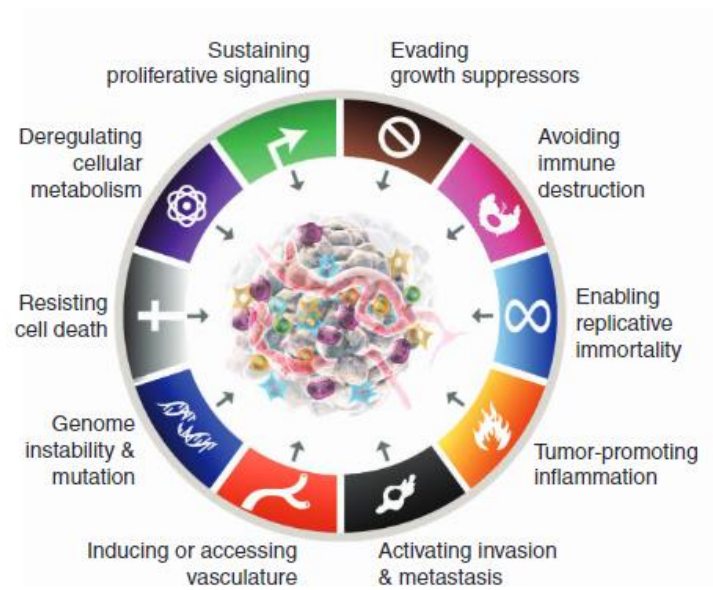 Sustaining
proliferative signaling
Evading
growth suppressors
Avoiding
immune
destruction
Enabling
replicative
immortality
Tumor-promoting
inflammation
Activating invasion
& metastasis
Inducing or accessing
vasculature
Genome
instability &
mutation
Resisting
cell death
Deregulating
cellular
metabolism